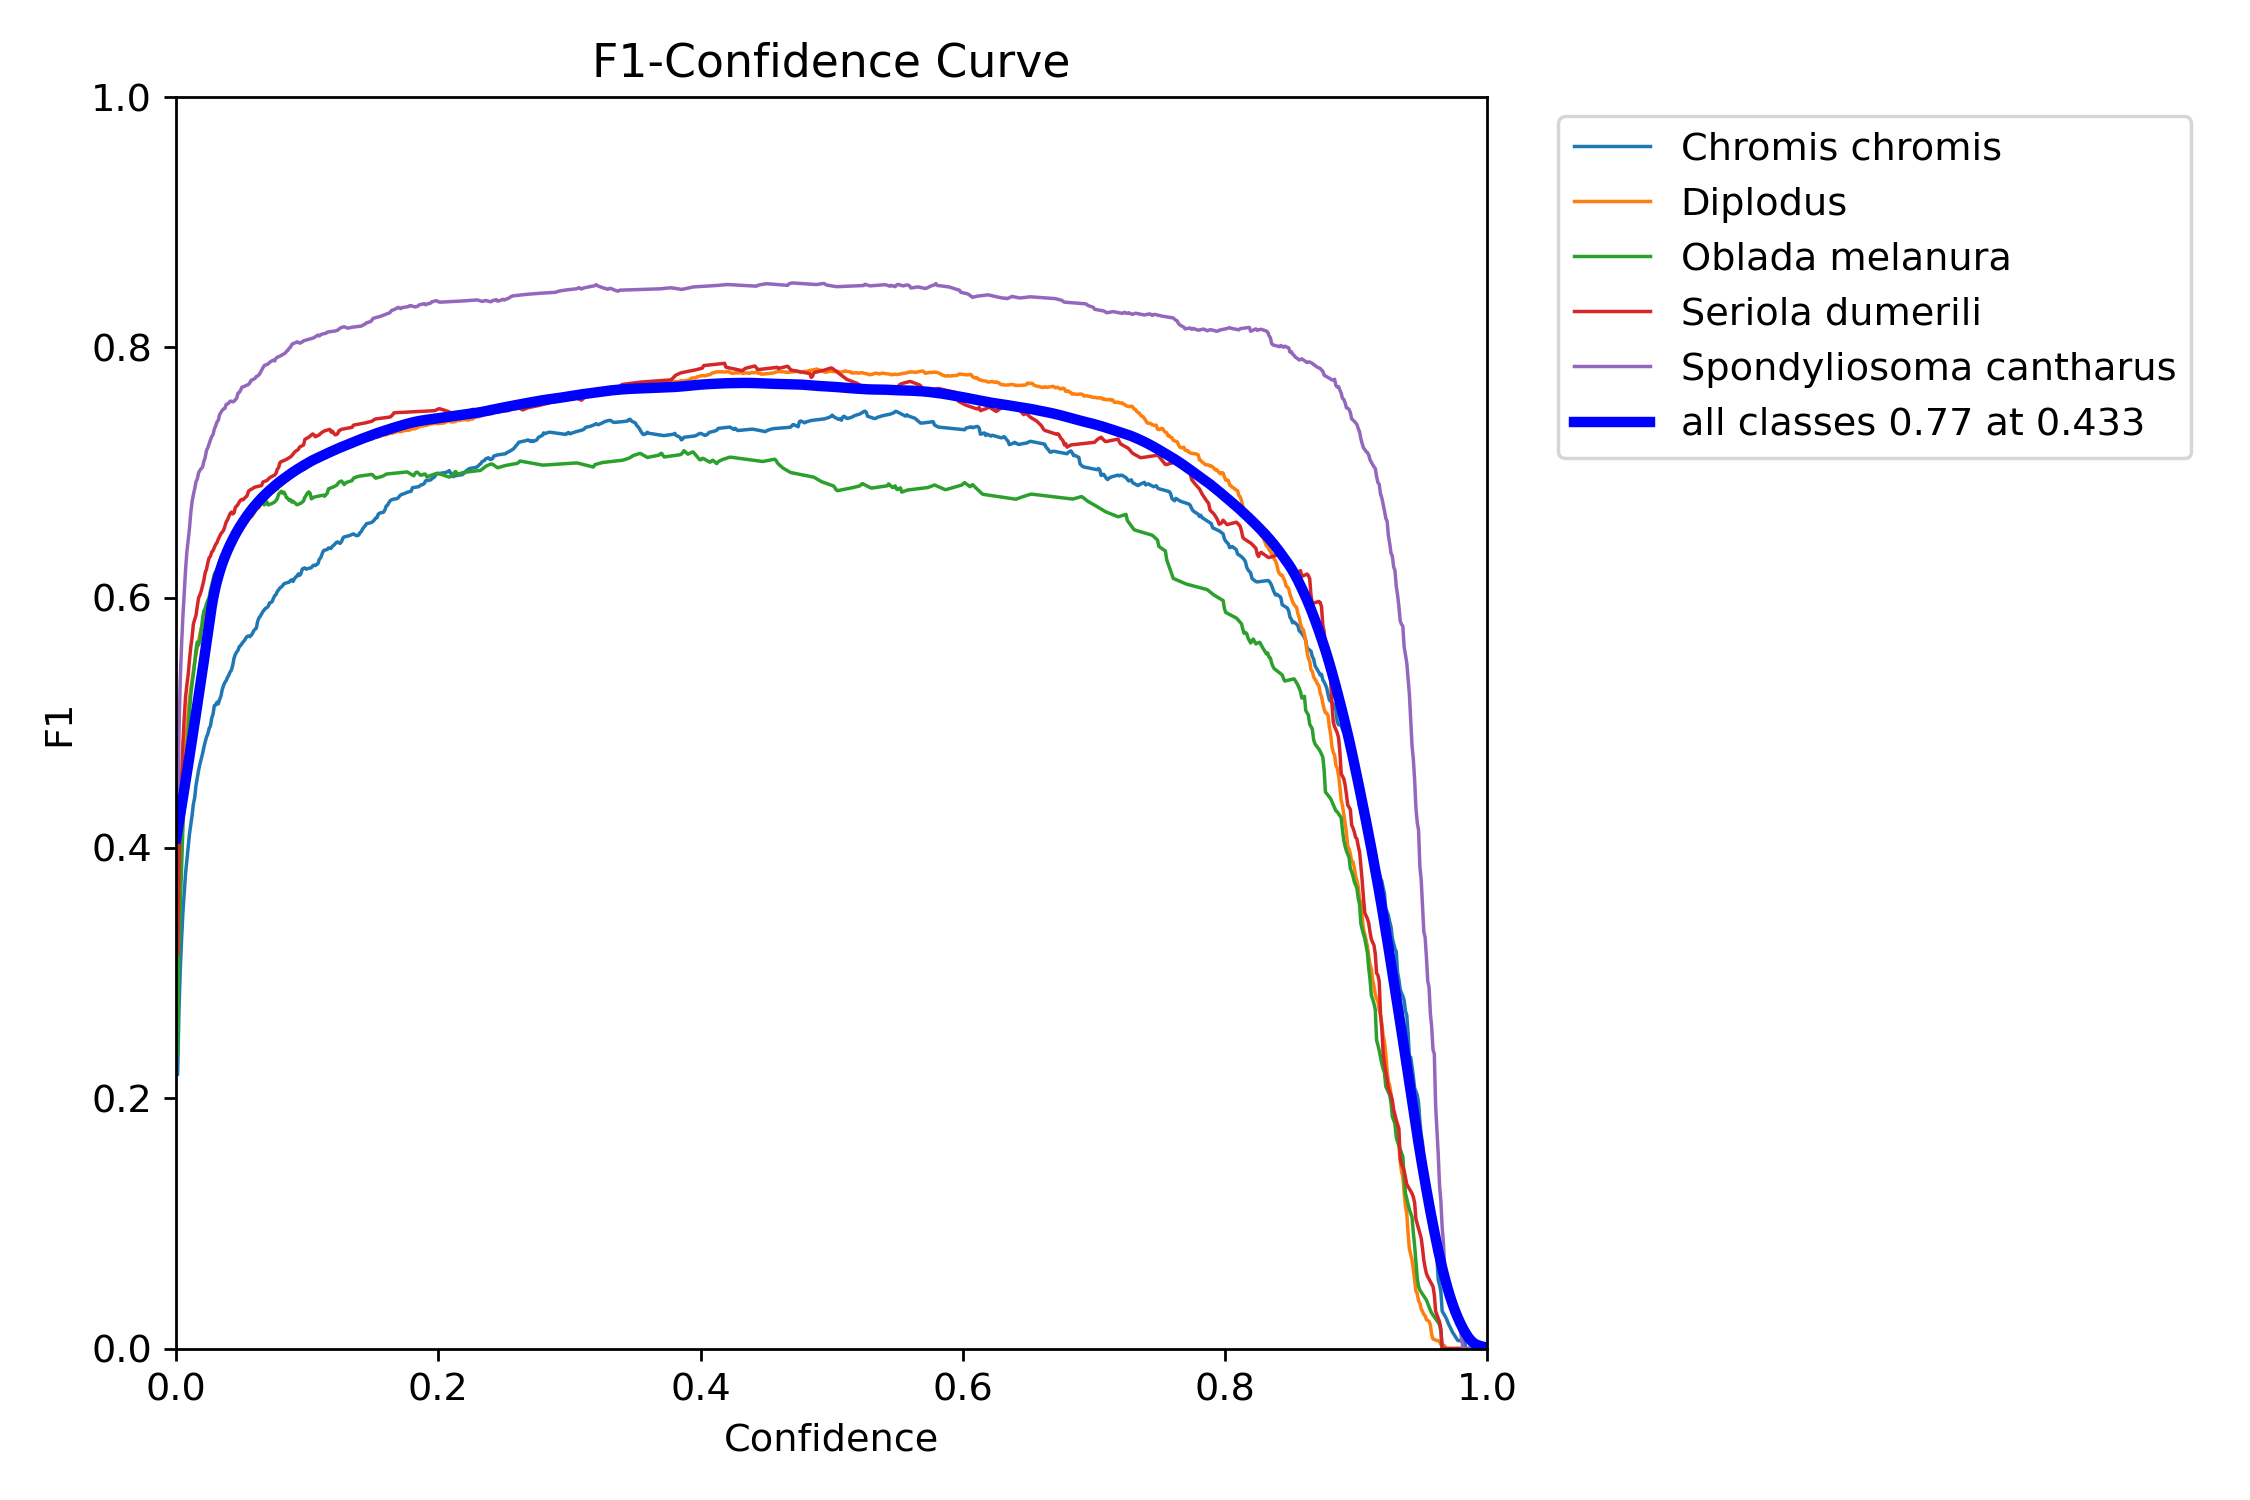 F1-Confidence Curve
1.0
0.8
0.6
0.4
0.2
0.0
F1
0.0 0.2 0.4 0.6 0.8 1.0
Confidence
Chromis chromis
Diplodus
Oblada melanura
Seriola dumerili
Spondyliosoma cantharus
all classes 0.77 at 0.433